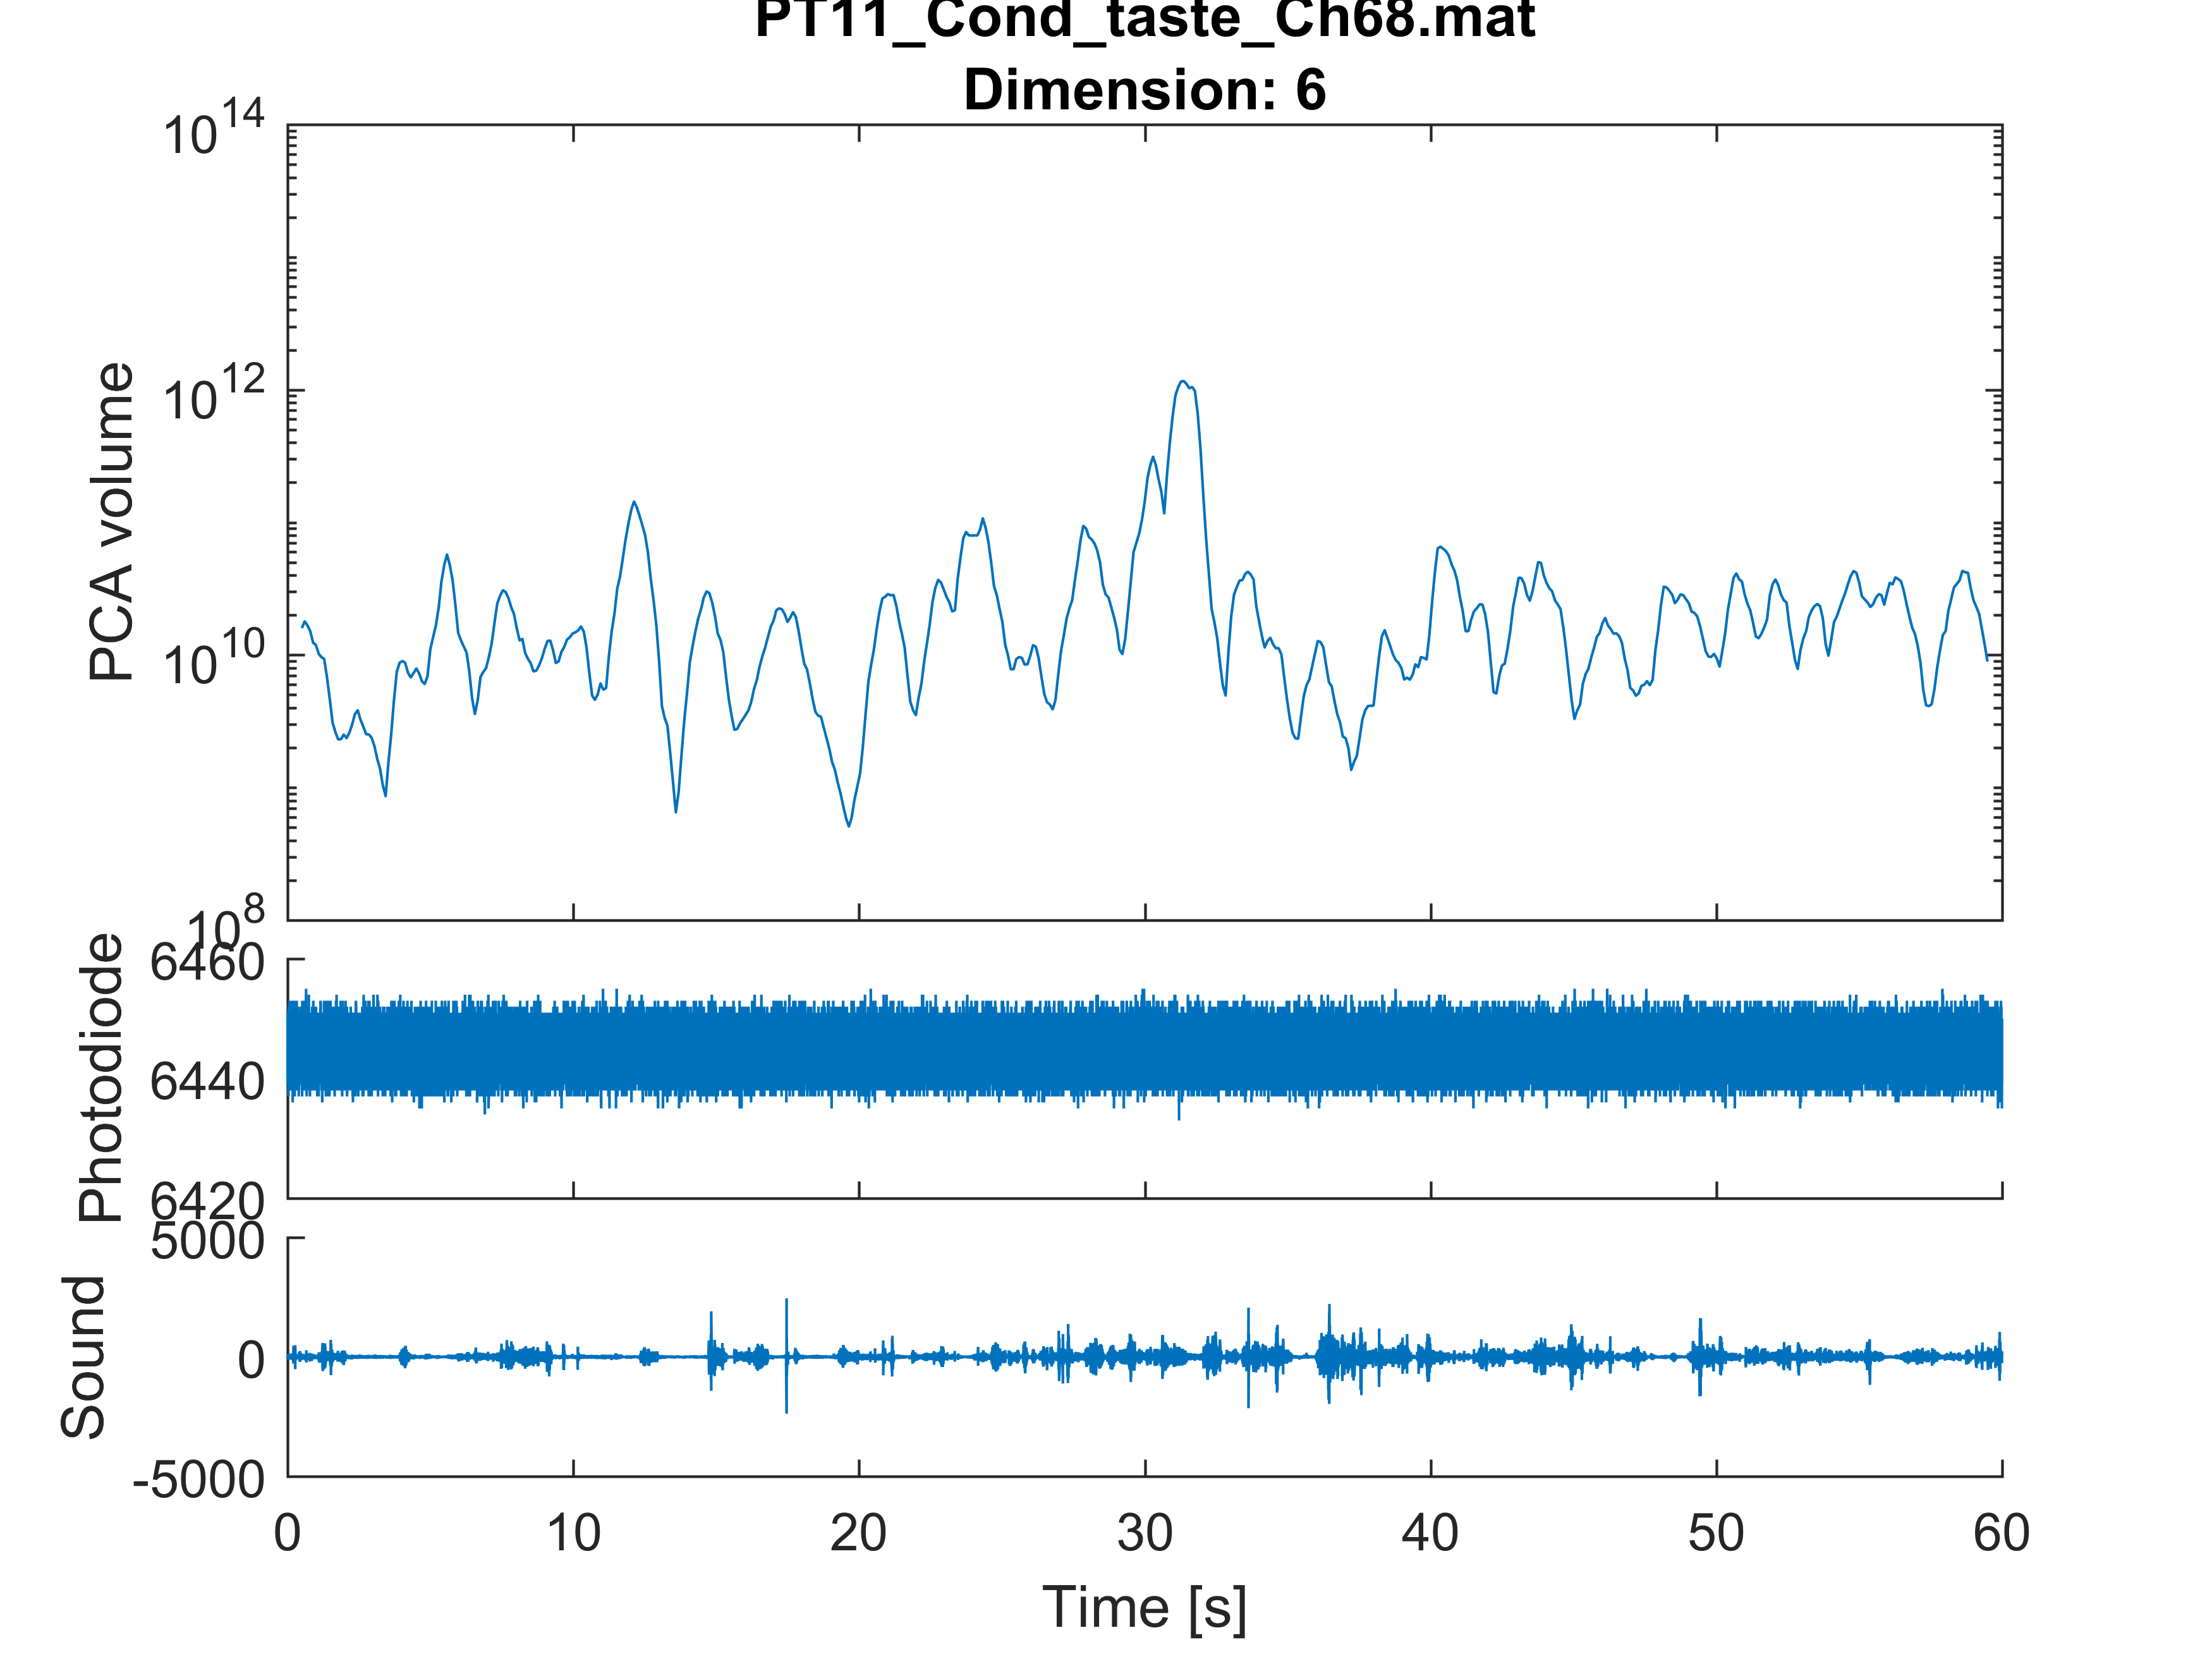 PT11_Cond_taste_Ch68.mat
Dimension: 6
10^14
10^12
10^10
10^8
PCA volume
6460
6440
6420
Photodiode
5000
0
-5000
Sound
0 10 20 30 40 50 60
Time [s]